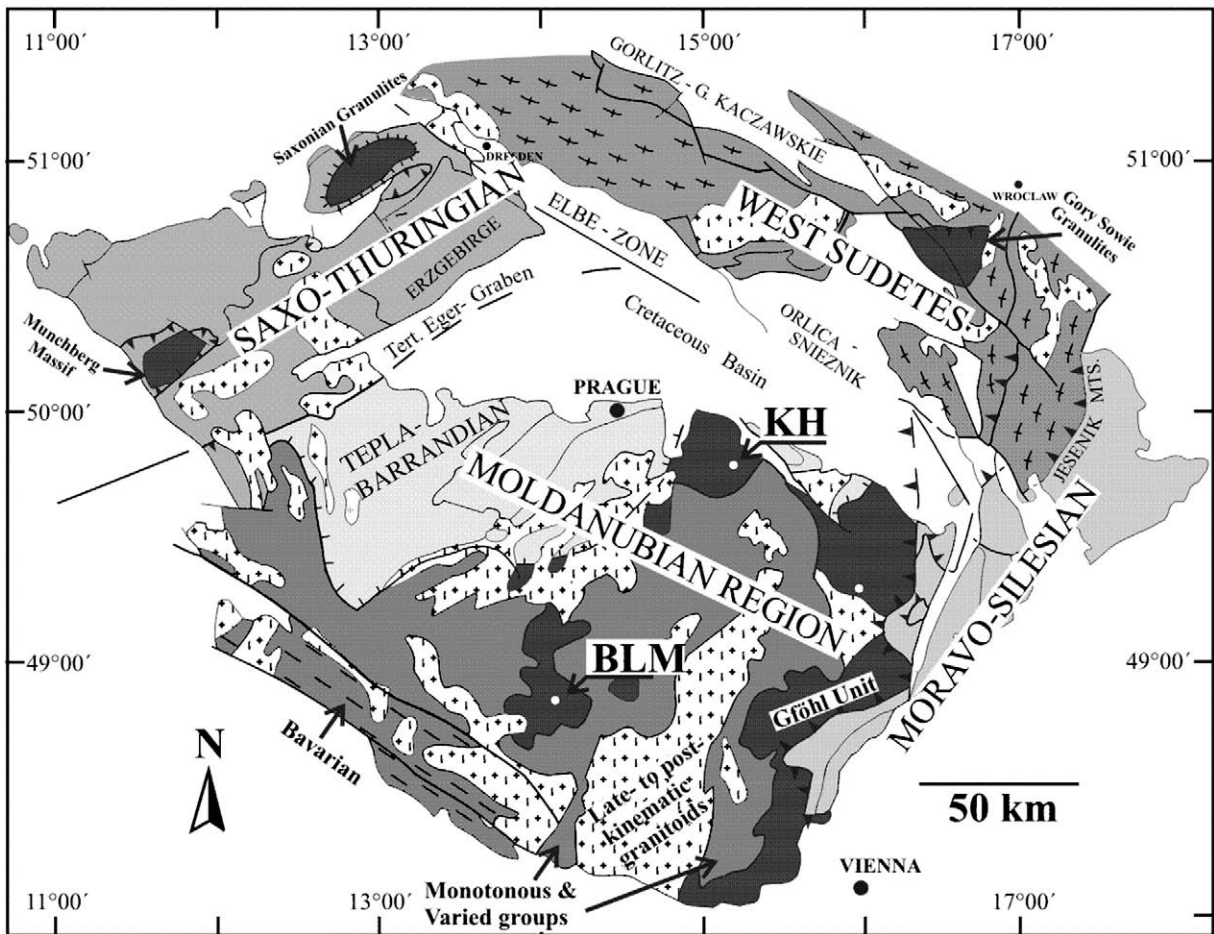 11°00´
13°00´
15°00´
17°00´
GORLITZ - G. KACZAWSKIE
Saxonian Granulites
51°00´
DRESDEN
51°00´
WROCLAW
Gory Sowie
Granulites
SAXO-THURINGIAN
ELBE - ZONE
WEST SUDETES
ERZGEBIRGE
Tert. Eger- Graben
Cretaceous Basin
ORLICA -
SNIEZNIK
Munchberg
Massif
50°00´
50°00´
PRAGUE
KH
JESENIK MTS.
TEPLA-
BARRANDIAN
MOLDANUBIAN REGION
MORAVO-SILESIAN
49°00´
49°00´
BLM
Gföhl Unit
Bavarian
N
Late- to post-
kinematic
granitoids
50 km
Monotonous &
Varied groups
VIENNA
11°00´
13°00´
17°00´